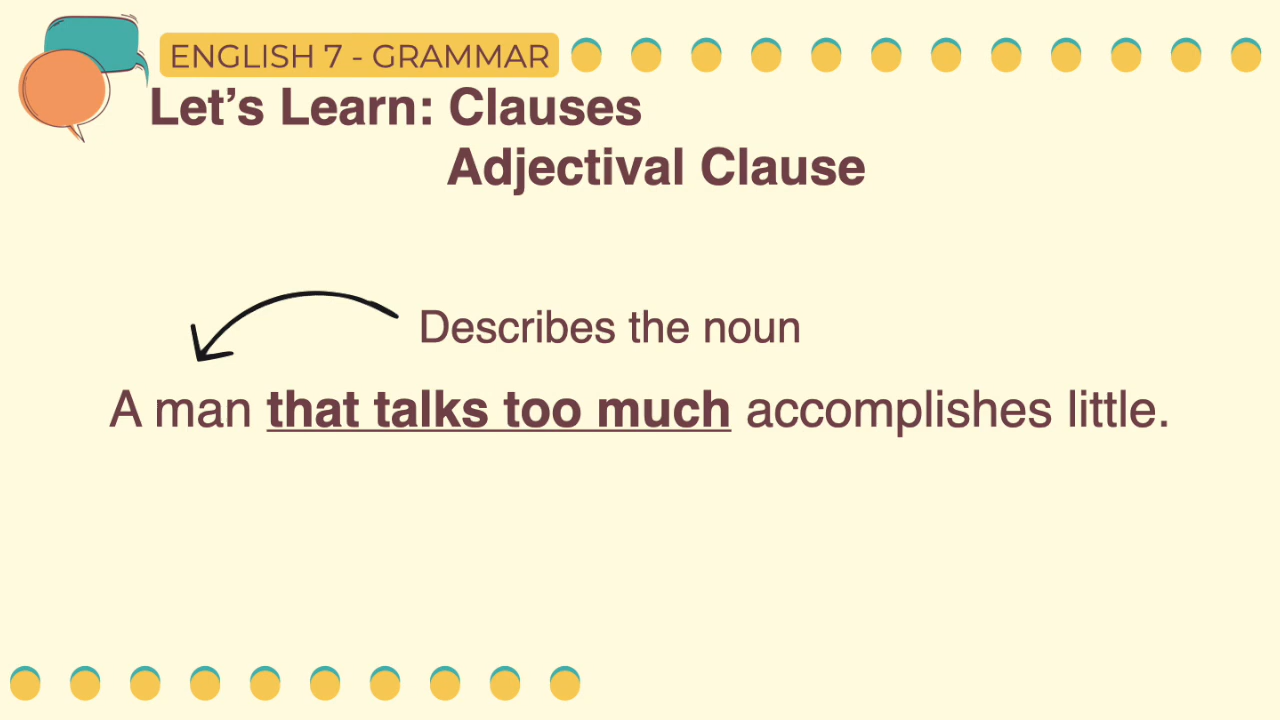 ENGLISH 7 - GRAMMAR
Let’s Learn: Clauses
Adjectival Clause
Describes the noun
A man that talks too much accomplishes little.